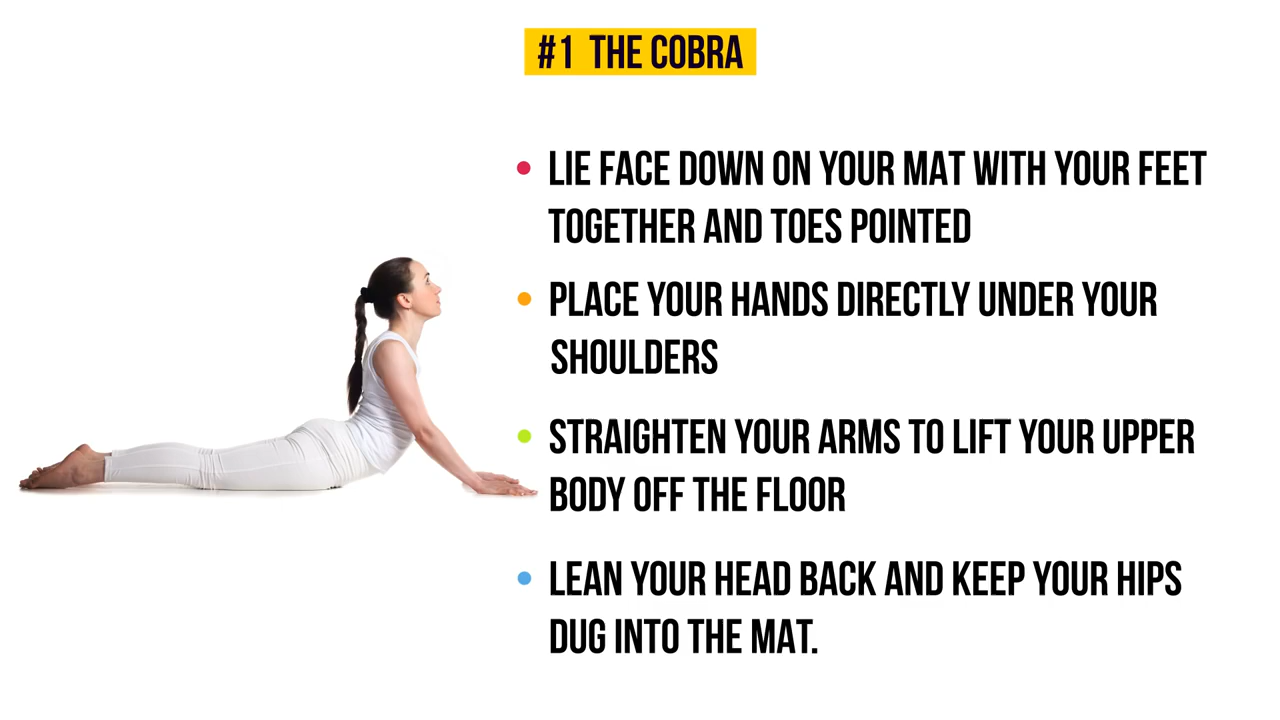 #1 THE COBRA
• LIE FACE DOWN ON YOUR MAT WITH YOUR FEET
TOGETHER AND TOES POINTED
• PLACE YOUR HANDS DIRECTLY UNDER YOUR
SHOULDERS
• STRAIGHTEN YOUR ARMS TO LIFT YOUR UPPER
BODY OFF THE FLOOR
• LEAN YOUR HEAD BACK AND KEEP YOUR HIPS
DUG INTO THE MAT.